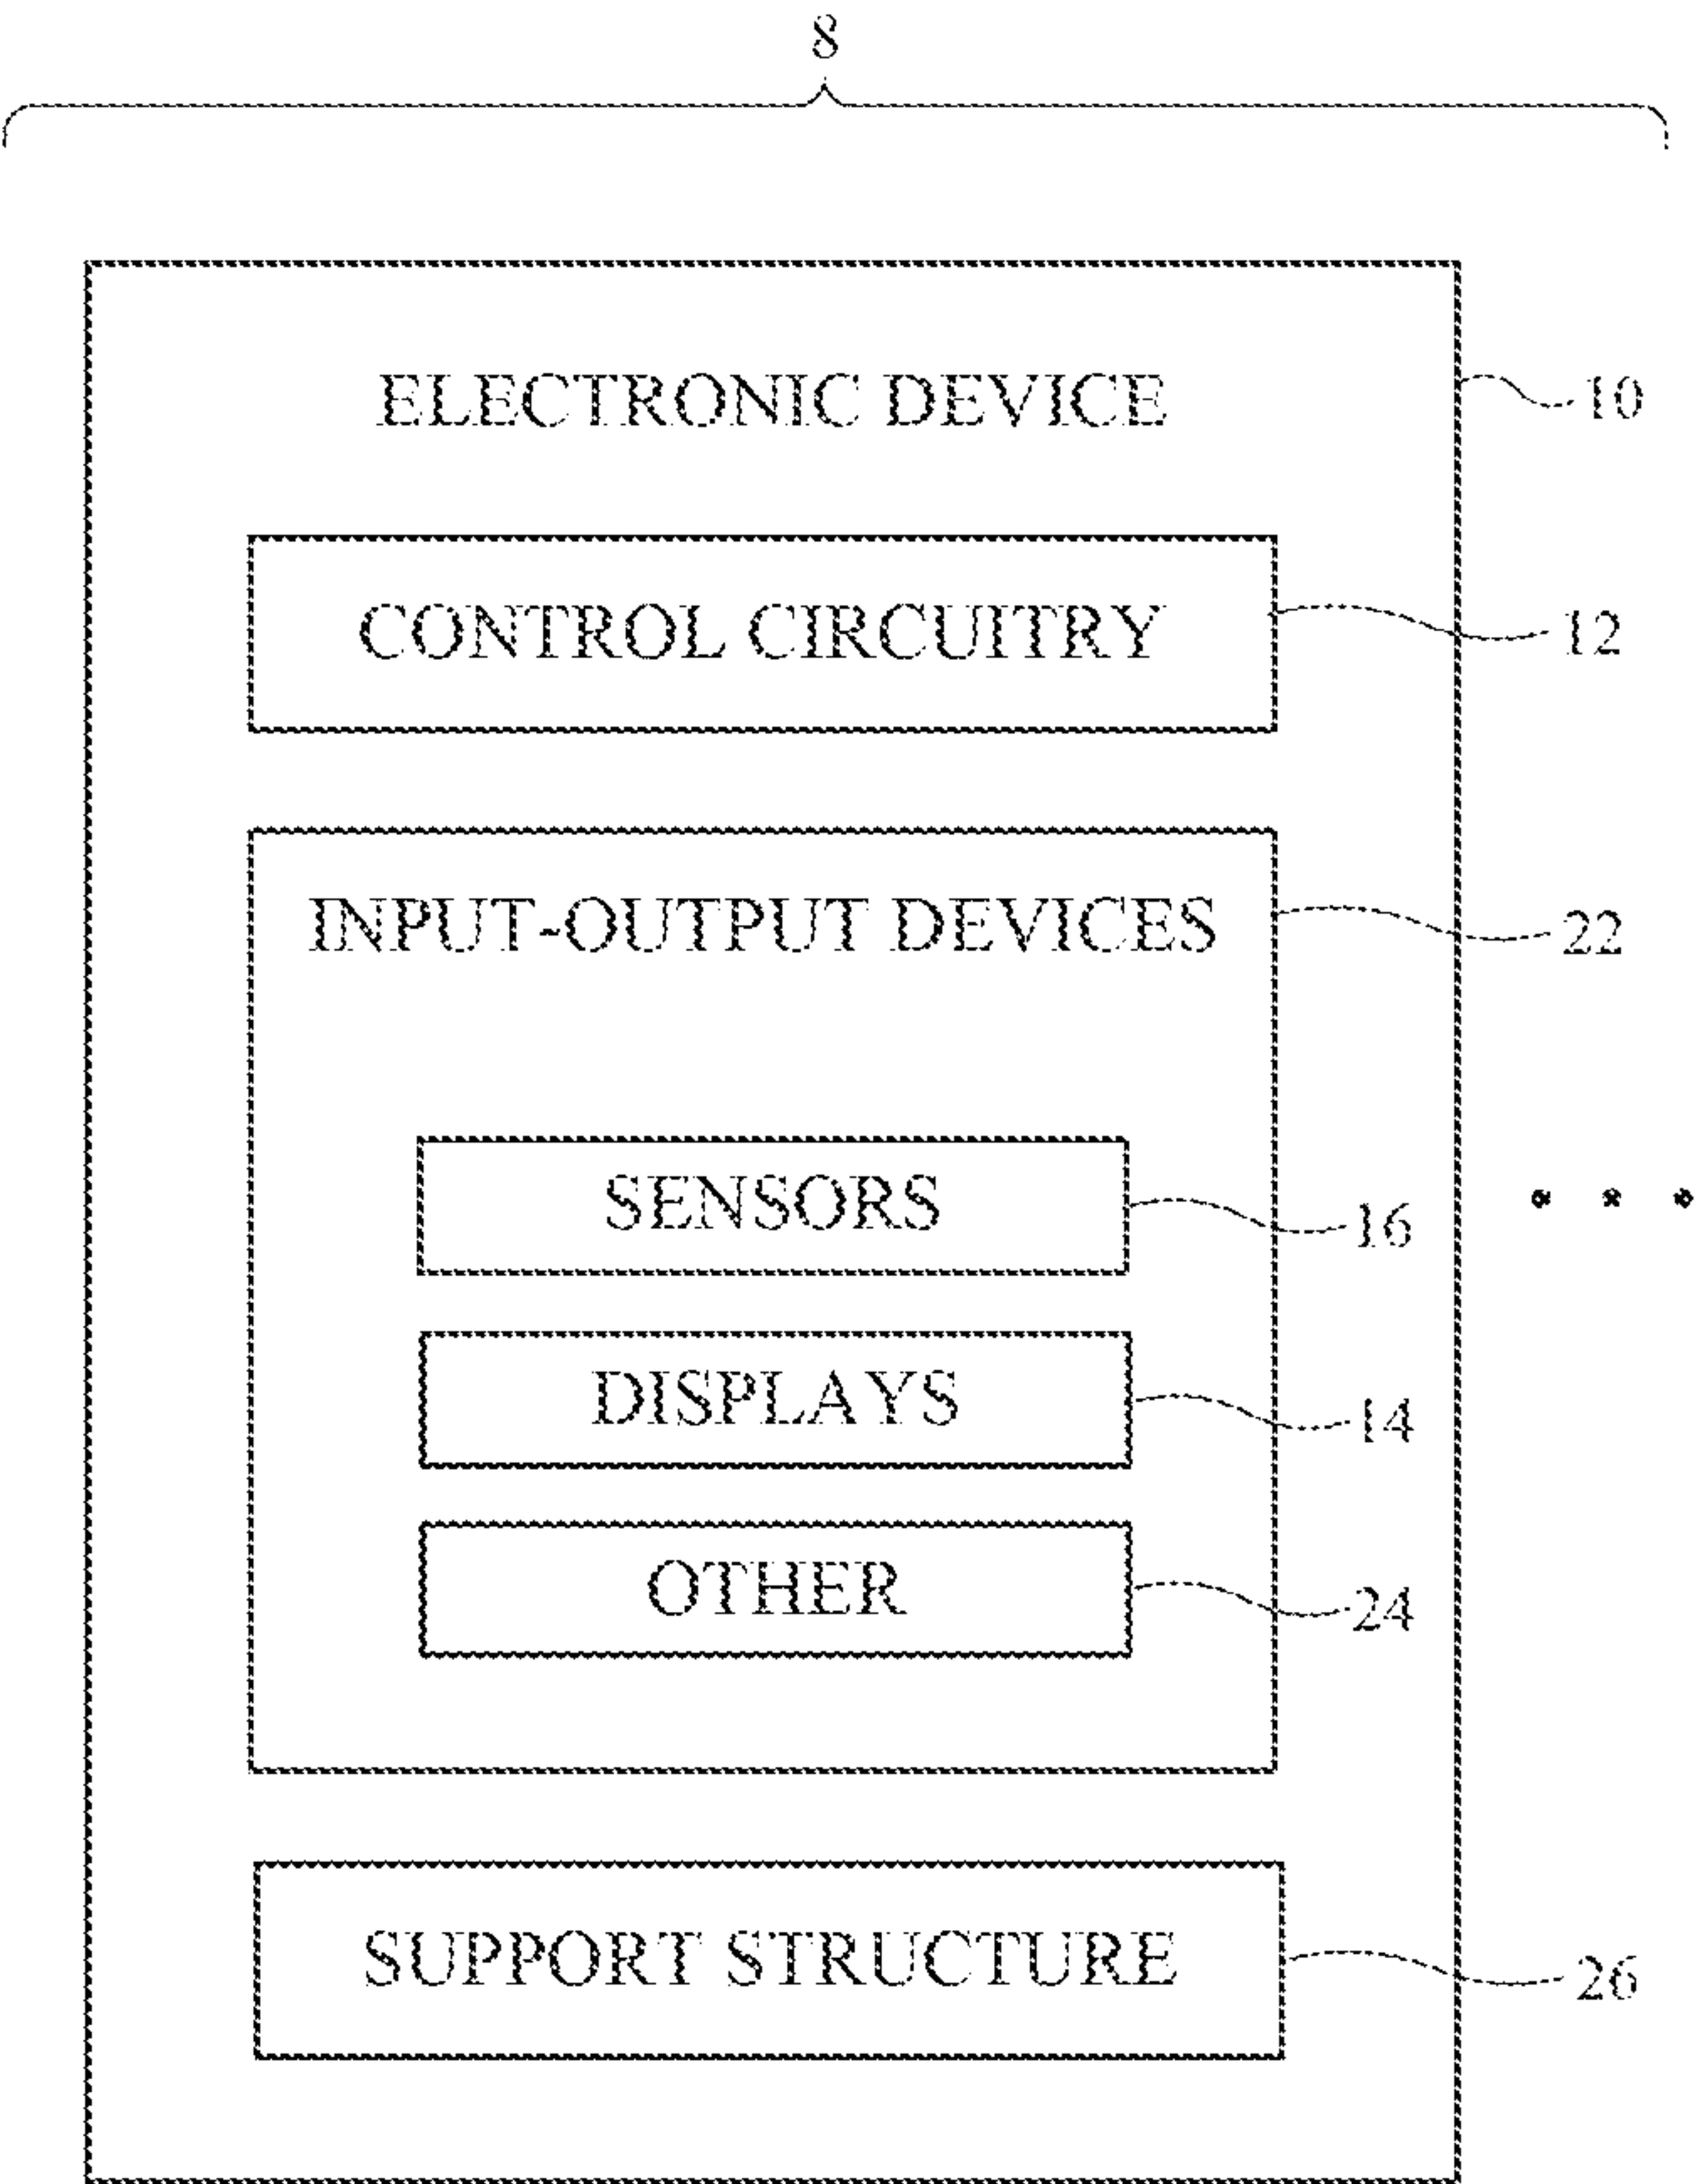 8
ELECTRONIC DEVICE
10
CONTROL CIRCUITRY
12
INPUT-OUTPUT DEVICES
22
SENSORS
16
DISPLAYS
14
OTHER
24
SUPPORT STRUCTURE
26